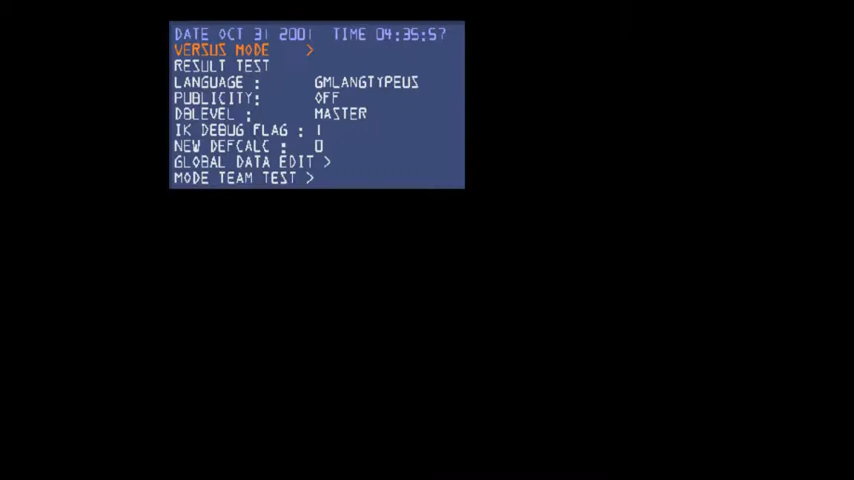 DATE OCT 31 2001 TIME 04:35:57
VERSUS MODE >
RESULT TEST
LANGUAGE : GMLANGTYPEUS
PUBLICITY: OFF
DBLEVEL : MASTER
IK DEBUG FLAG : 1
NEW DEFCALC : 0
GLOBAL DATA EDIT >
MODE TEAM TEST >